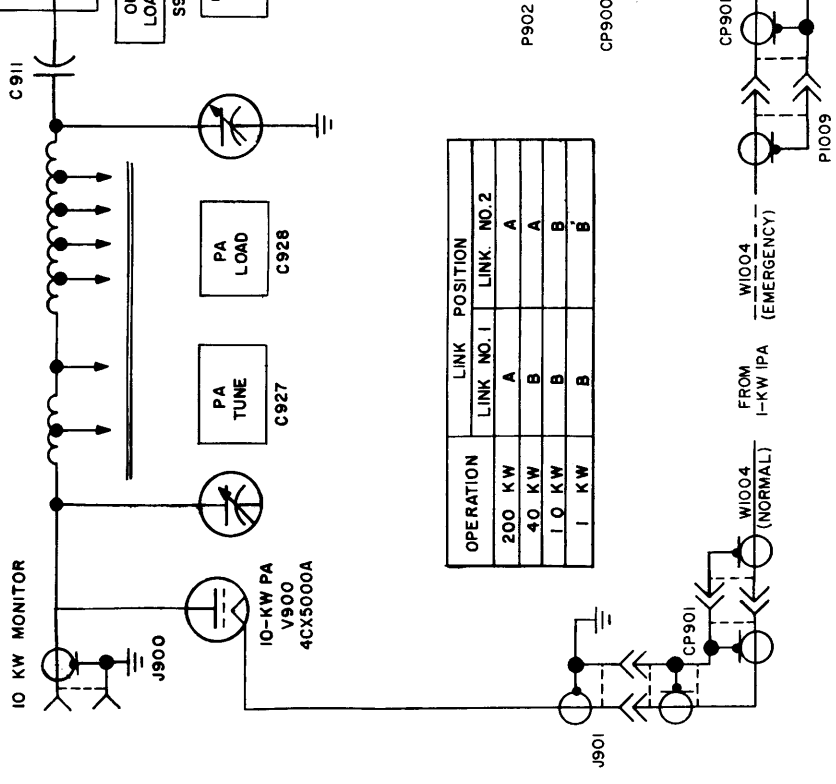 C911
S9
P902
CP900
CP901
P1009
PA
LOAD
C928
PA
TUNE
C927
10 KW MONITOR
J900
10-KW PA
V900
4CX5000A
OPERATION
LINK POSITION
LINK NO. 1
LINK NO. 2
200 KW A A
40 KW B A
10 KW B B
1 KW B B
W1004
(EMERGENCY)
FROM
1-KW IPA
W1004
(NORMAL)
CP901
J901